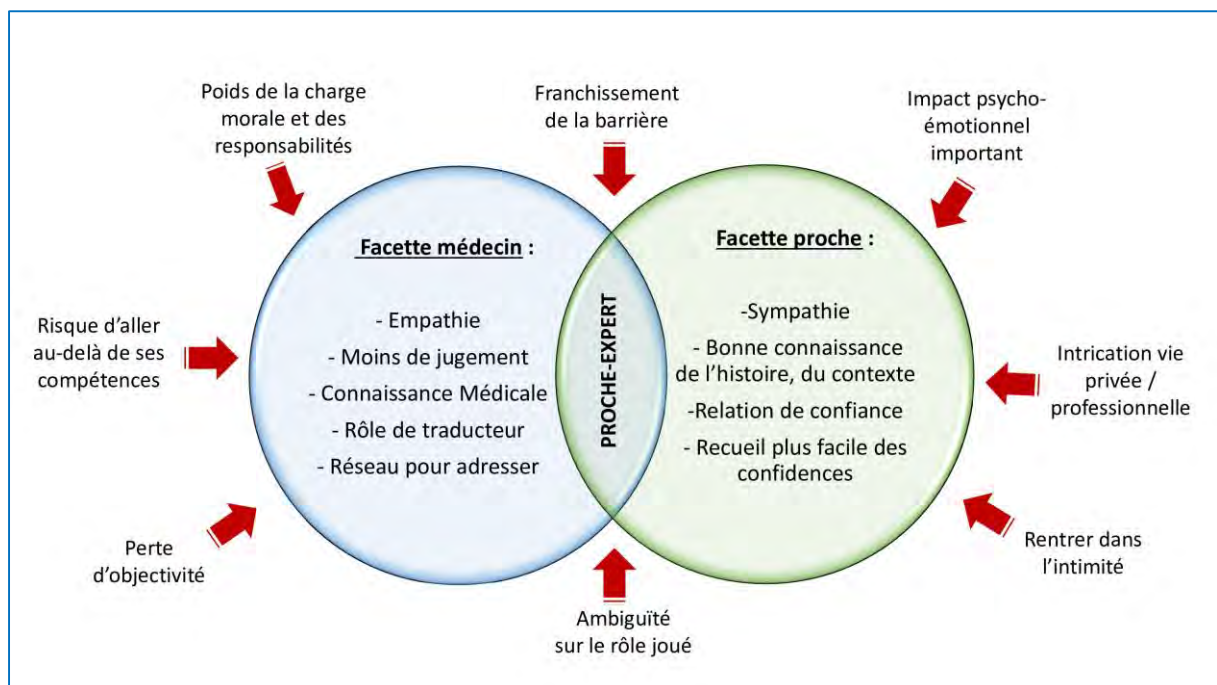 Poids de la charge
morale et des
responsabilités
Franchissement
de la barrière
Impact psycho-
émotionnel
important
Risque d’aller
au-delà de ses
compétences
Perte
d’objectivité
Facette médecin :
- Empathie
- Moins de jugement
- Connaissance Médicale
- Rôle de traducteur
- Réseau pour adresser
PROCHE-EXPERT
Facette proche :
-Sympathie
- Bonne connaissance
de l’histoire, du contexte
-Relation de confiance
- Recueil plus facile des
confidences
Intrication vie
privée /
professionnelle
Rentrer dans
l’intimité
Ambiguïté
sur le rôle joué